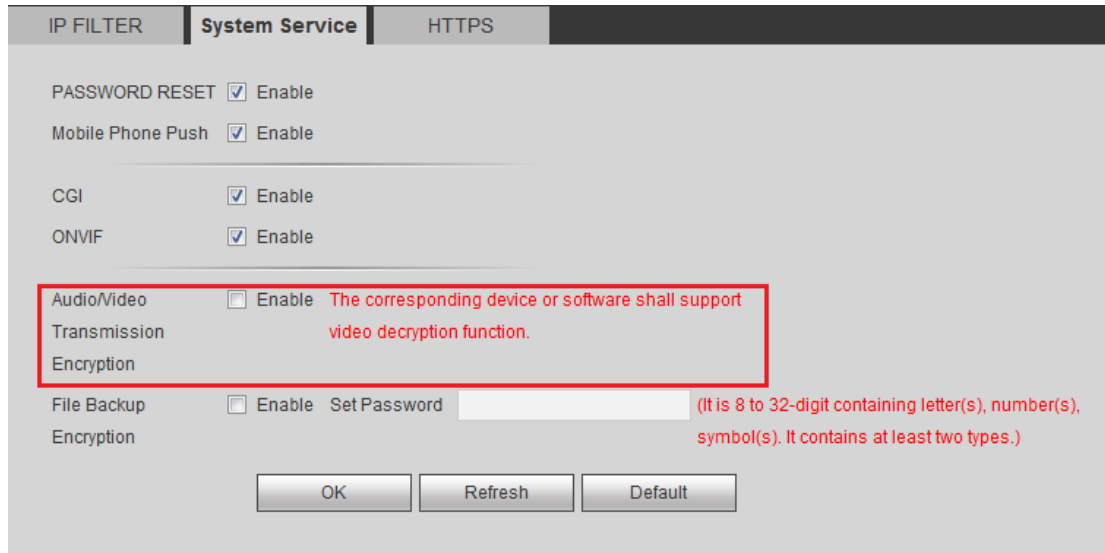 IP FILTER System Service HTTPS
PASSWORD RESET Enable
Mobile Phone Push Enable
CGI Enable
ONVIF Enable
Audio/Video Enable The corresponding device or software shall support
Transmission video decryption function.
Encryption
File Backup Enable Set Password (It is 8 to 32-digit containing letter(s), number(s),
Encryption symbol(s). It contains at least two types.)
OK Refresh Default